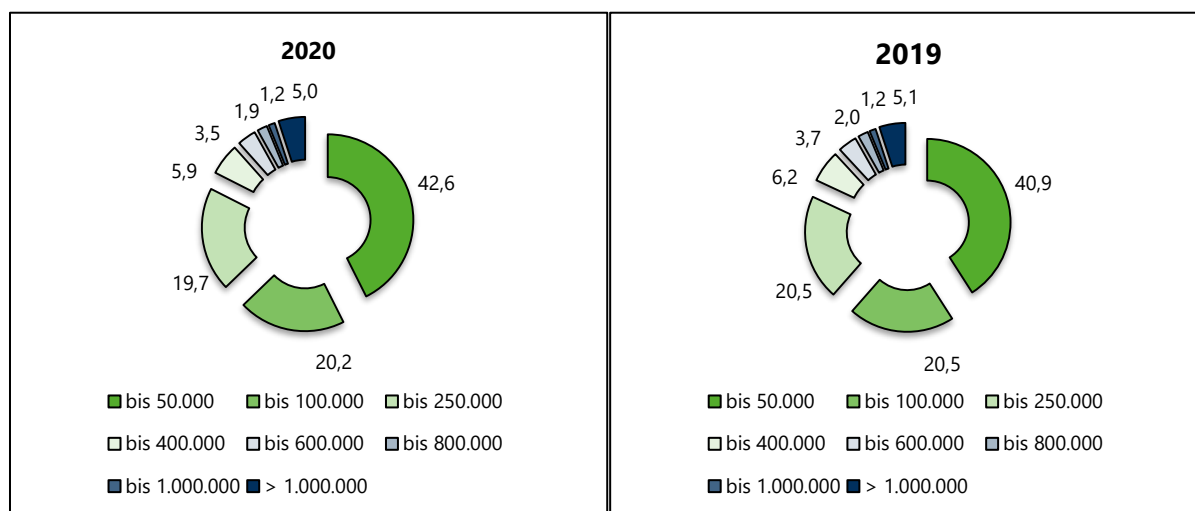 2020
42,6
20,2
19,7
5,9
3,5
1,9
1,2
5,0
bis 50.000
bis 100.000
bis 250.000
bis 400.000
bis 600.000
bis 800.000
bis 1.000.000
> 1.000.000
2019
40,9
20,5
20,5
6,2
3,7
2,0
1,2
5,1
bis 50.000
bis 100.000
bis 250.000
bis 400.000
bis 600.000
bis 800.000
bis 1.000.000
> 1.000.000